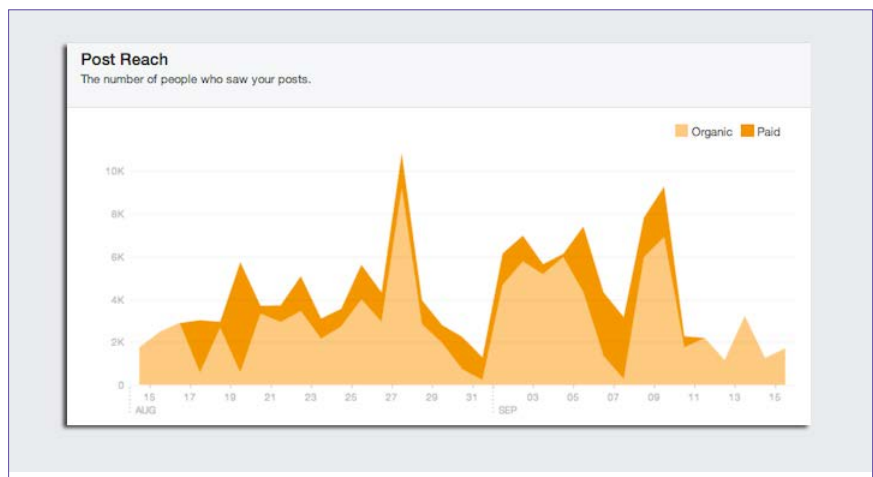 Post Reach
The number of people who saw your posts.
Organic Paid
10K
8K
6K
4K
2K
0
15 17 19 21 23 25 27 29 31 03 05 07 09 11 13 15
AUG SEP